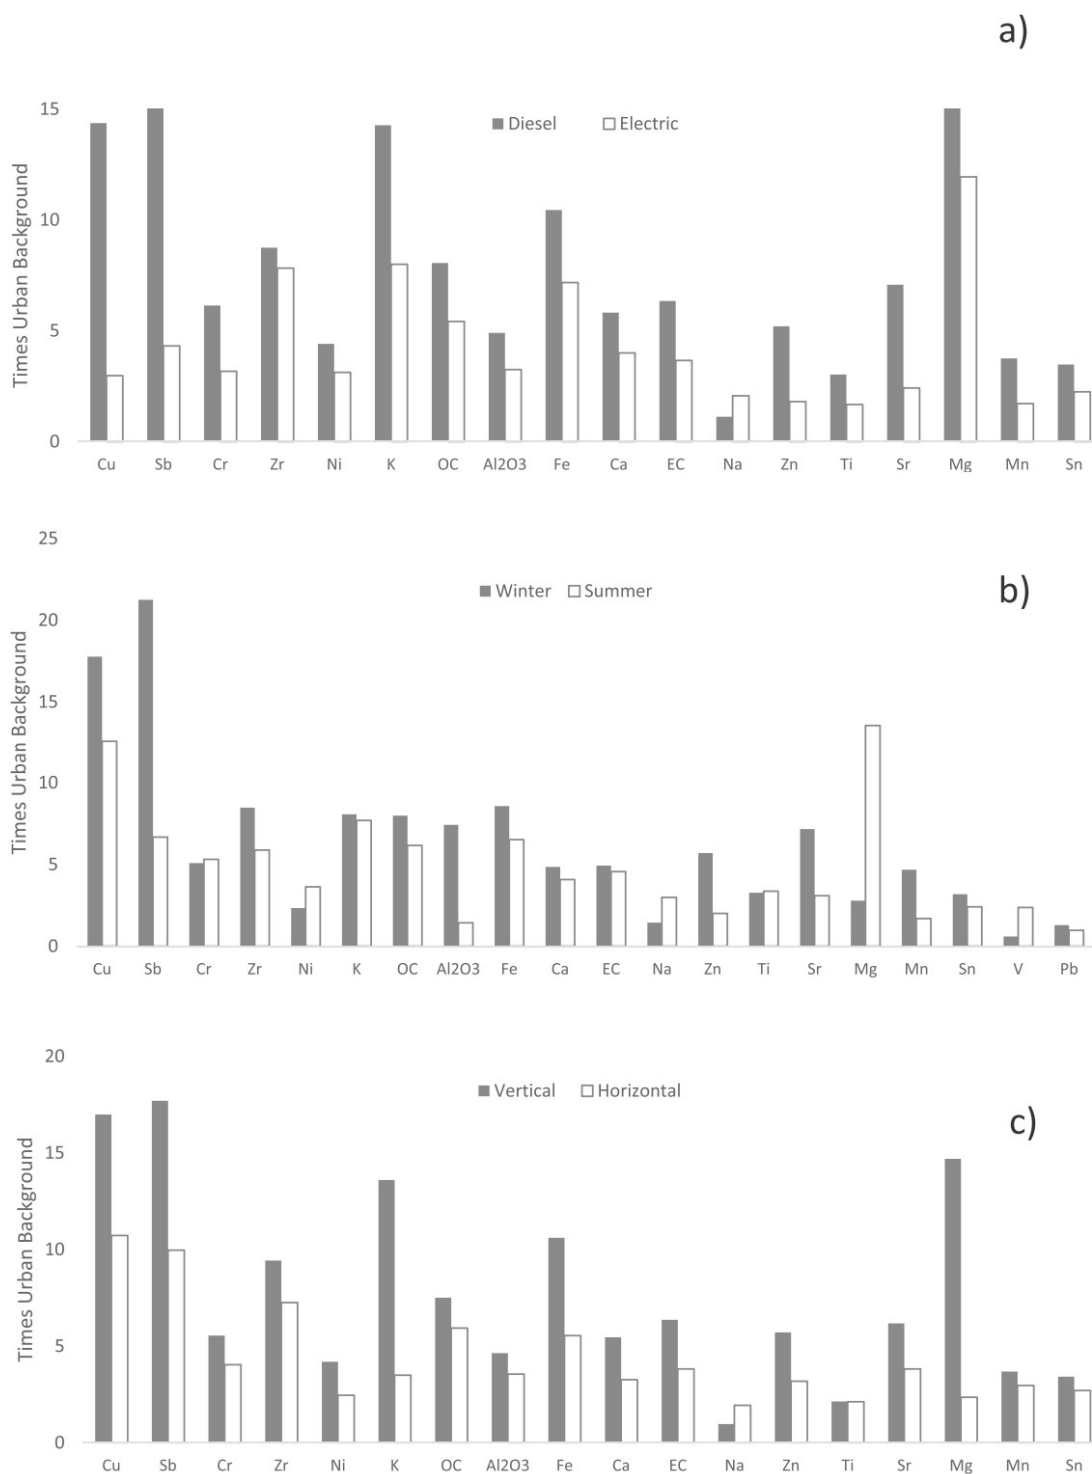 a)
15
Diesel Electric
10
5
0
Times Urban Background
Cu Sb Cr Zr Ni K OC Al2O3 Fe Ca EC Na Zn Ti Sr Mg Mn Sn
25
Winter Summer
b)
20
15
10
5
0
Times Urban Background
Cu Sb Cr Zr Ni K OC Al2O3 Fe Ca EC Na Zn Ti Sr Mg Mn Sn V Pb
20
Vertical Horizontal
c)
15
10
5
0
Times Urban Background
Cu Sb Cr Zr Ni K OC Al2O3 Fe Ca EC Na Zn Ti Sr Mg Mn Sn